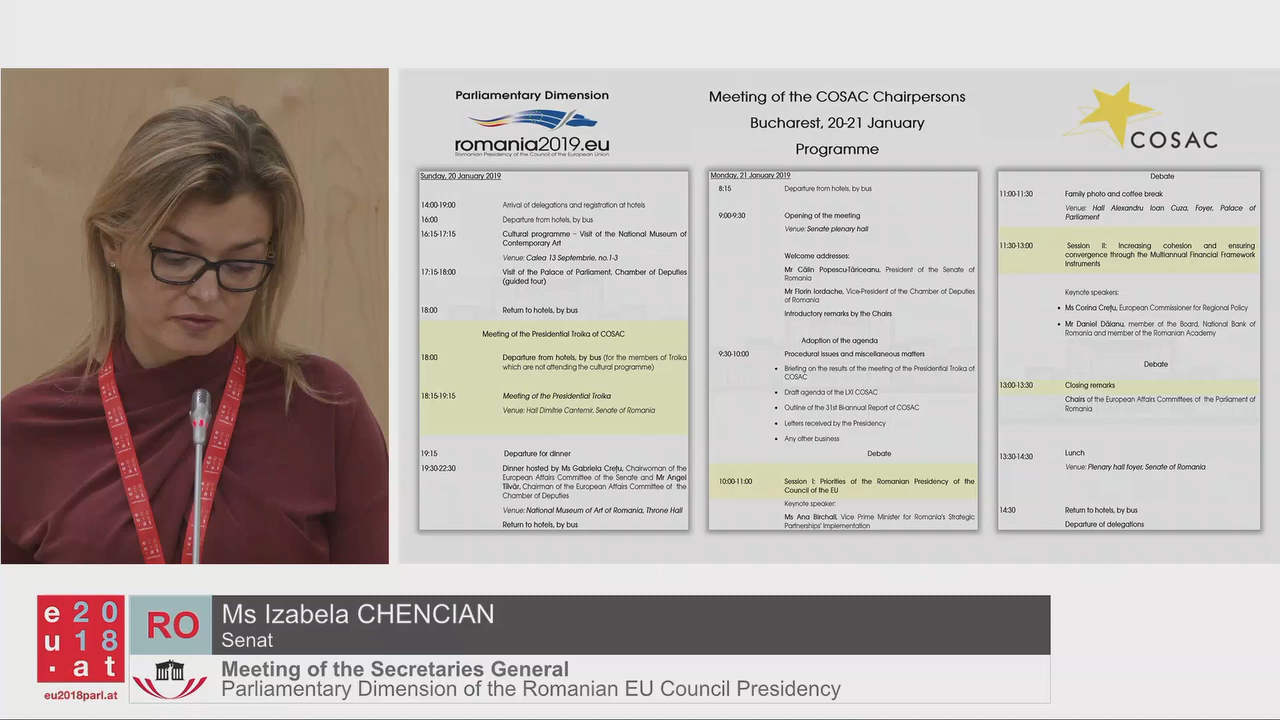 Parliamentary Dimension
romania2019.eu
Romanian Presidency of the Council of the European Union
Meeting of the COSAC Chairpersons
Bucharest, 20-21 January
Programme
COSAC
Sunday, 20 January 2019
14:00-19:00 Arrival of delegations and registration at hotels
16:00 Departure from hotels, by bus
16:15-17:15 Cultural programme – Visit of the National Museum of
Contemporary Art
Venue: Calea 13 Septembrie, no.1-3
17:15-18:00 Visit of the Palace of Parliament, Chamber of Deputies
(guided tour)
18:00 Return to hotels, by bus
Meeting of the Presidential Troika of COSAC
18:00 Departure from hotels, by bus (for the members of Troika
which are not attending the cultural programme)
18:15-19:15 Meeting of the Presidential Troika
Venue: Hall Dimitrie Cantemir, Senate of Romania
19:15 Departure for dinner
19:30-22:30 Dinner hosted by Ms Gabriela Crețu, Chairwoman of the
European Affairs Committee of the Senate and Mr Angel
Tîlvăr, Chairman of the European Affairs Committee of the
Chamber of Deputies
Venue: National Museum of Art of Romania, Throne Hall
Return to hotels, by bus
Monday, 21 January 2019
8:15 Departure from hotels, by bus
9:00-9:30 Opening of the meeting
Venue: Senate plenary hall
Welcome addresses:
Mr Călin Popescu-Tăriceanu, President of the Senate of
Romania
Mr Florin Iordache, Vice-President of the Chamber of Deputies
of Romania
Introductory remarks by the Chairs
Adoption of the agenda
9:30-10:00 Procedural issues and miscellaneous matters
• Briefing on the results of the meeting of the Presidential Troika of
COSAC
• Draft agenda of the LXI COSAC
• Outline of the 31st Bi-annual Report of COSAC
• Letters received by the Presidency
• Any other business
Debate
10:00-11:00 Session I: Priorities of the Romanian Presidency of the
Council of the EU
Keynote speaker:
Ms Ana Birchall, Vice Prime Minister for Romania's Strategic
Partnerships' Implementation
Debate
11:00-11:30 Family photo and coffee break
Venue: Hall Alexandru Ioan Cuza, Foyer, Palace of
Parliament
11:30-13:00 Session II: Increasing cohesion and ensuring
convergence through the Multiannual Financial Framework
Instruments
Keynote speakers:
• Ms Corina Crețu, European Commissioner for Regional Policy
• Mr Daniel Dăianu, member of the Board, National Bank of
Romania and member of the Romanian Academy
Debate
13:00-13:30 Closing remarks
Chairs of the European Affairs Committees of the Parliament of
Romania
13:30-14:30 Lunch
Venue: Plenary hall foyer, Senate of Romania
14:30 Return to hotels, by bus
Departure of delegations
e 2 0
u 1 8
. a t
eu2018parl.at
RO
Ms Izabela CHENCIAN
Senat
Meeting of the Secretaries General
Parliamentary Dimension of the Romanian EU Council Presidency